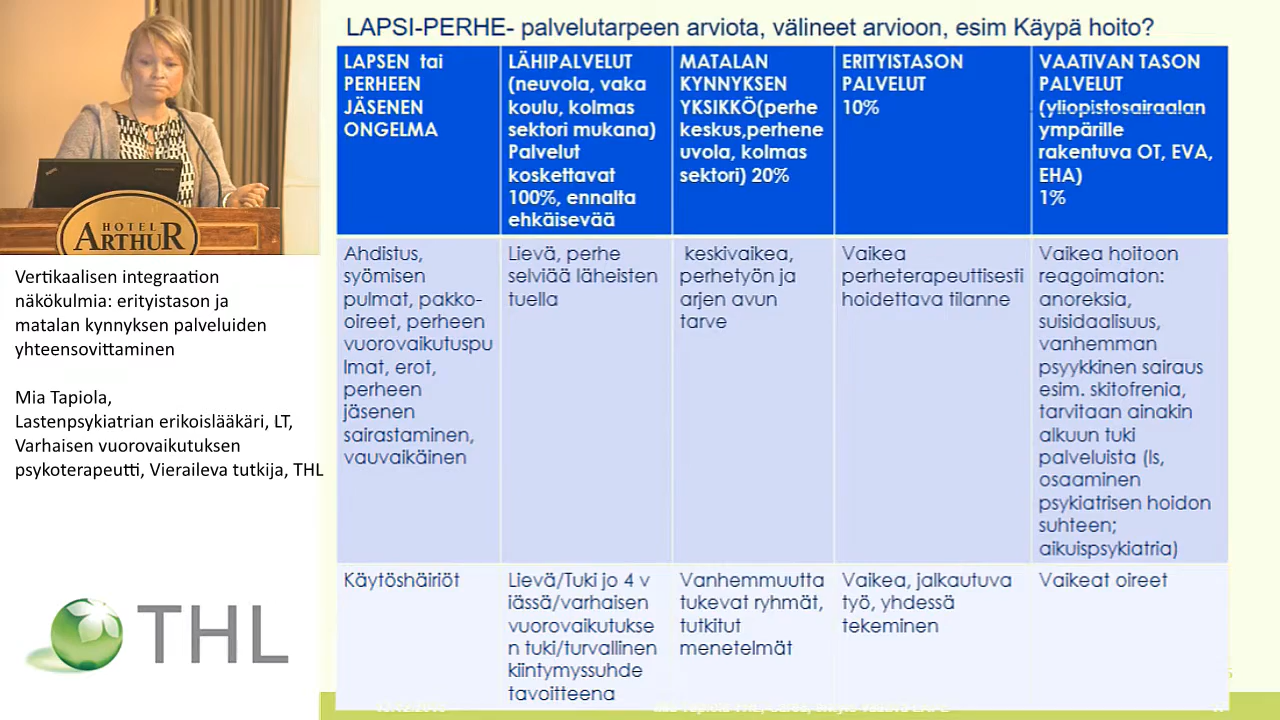 LAPSI-PERHE- palvelutarpeen arviota, välineet arvioon, esim Käypä hoito?
LAPSEN tai
PERHEEN
JÄSENEN
ONGELMA
LÄHIPALVELUT
(neuvola, vaka
koulu, kolmas
sektori mukana)
Palvelut
koskettavat
100%, ennalta
ehkäisevää
MATALAN
KYNNYKSEN
YKSIKKÖ(perhe
keskus,perhene
uvola, kolmas
sektori) 20%
ERITYISTASON
PALVELUT
10%
VAATIVAN TASON
PALVELUT
(yliopistosairaalan
ympärille
rakentuva OT, EVA,
EHA)
1%
Ahdistus,
syömisen
pulmat, pakko-
oireet, perheen
vuorovaikutuspu
lmat, erot,
perheen
jäsenen
sairastaminen,
vauvaikäinen
Lievä, perhe
selviää läheisten
tuella
keskivaikea,
perhetyön ja
arjen avun
tarve
Vaikea
perheterapeuttisesti
hoidettava tilanne
Vaikea hoitoon
reagoimaton:
anoreksia,
suisidaalisuus,
vanhemman
psyykkinen sairaus
esim. skitofrenia,
tarvitaan ainakin
alkuun tuki
palveluista (ls,
osaaminen
psykiatrisen hoidon
suhteen;
aikuispsykiatria)
Käytöshäiriöt
Lievä/Tuki jo 4 v
iässä/varhaisen
vuorovaikutukse
n tuki/turvallinen
kiintymyssuhde
tavoitteena
Vanhemmuutta
tukevat ryhmät,
tutkitut
menetelmät
Vaikea, jalkautuva
työ, yhdessä
tekeminen
Vaikeat oireet
HOTEL
ARTHUR
Vertikaalisen integraation
näkökulmia: erityistason ja
matalan kynnyksen palveluiden
yhteensovittaminen
Mia Tapiola,
Lastenpsykiatrian erikoislääkäri, LT,
Varhaisen vuorovaikutuksen
psykoterapeutti, Vieraileva tutkija, THL
THL